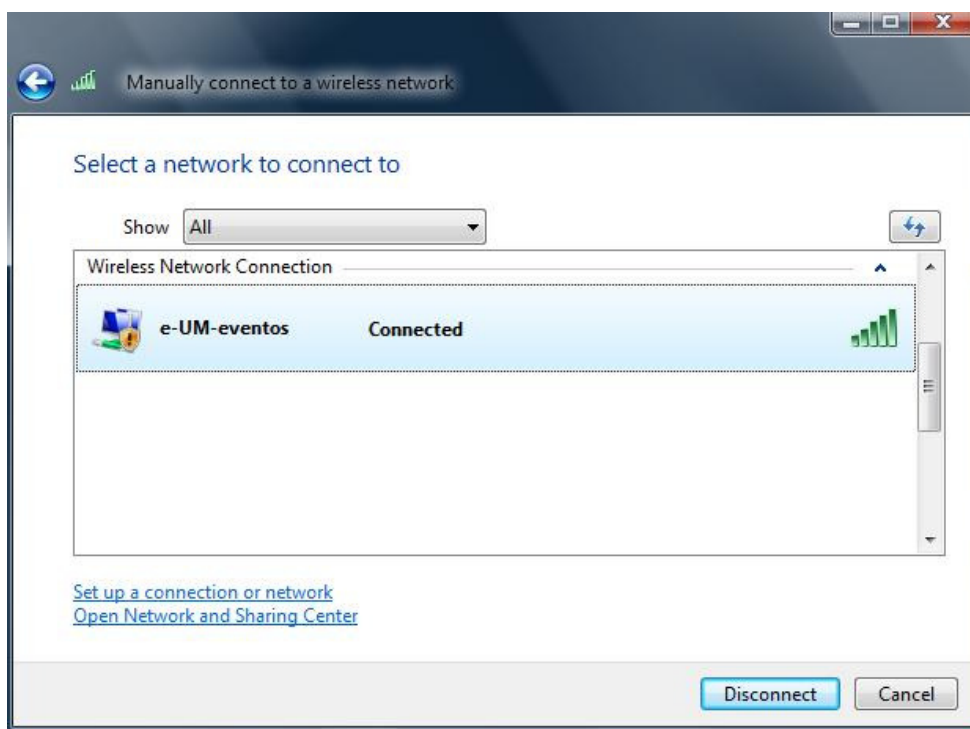 Manually connect to a wireless network
Select a network to connect to
Show All
Wireless Network Connection
e-UM-eventos Connected
Set up a connection or network
Open Network and Sharing Center
Disconnect Cancel